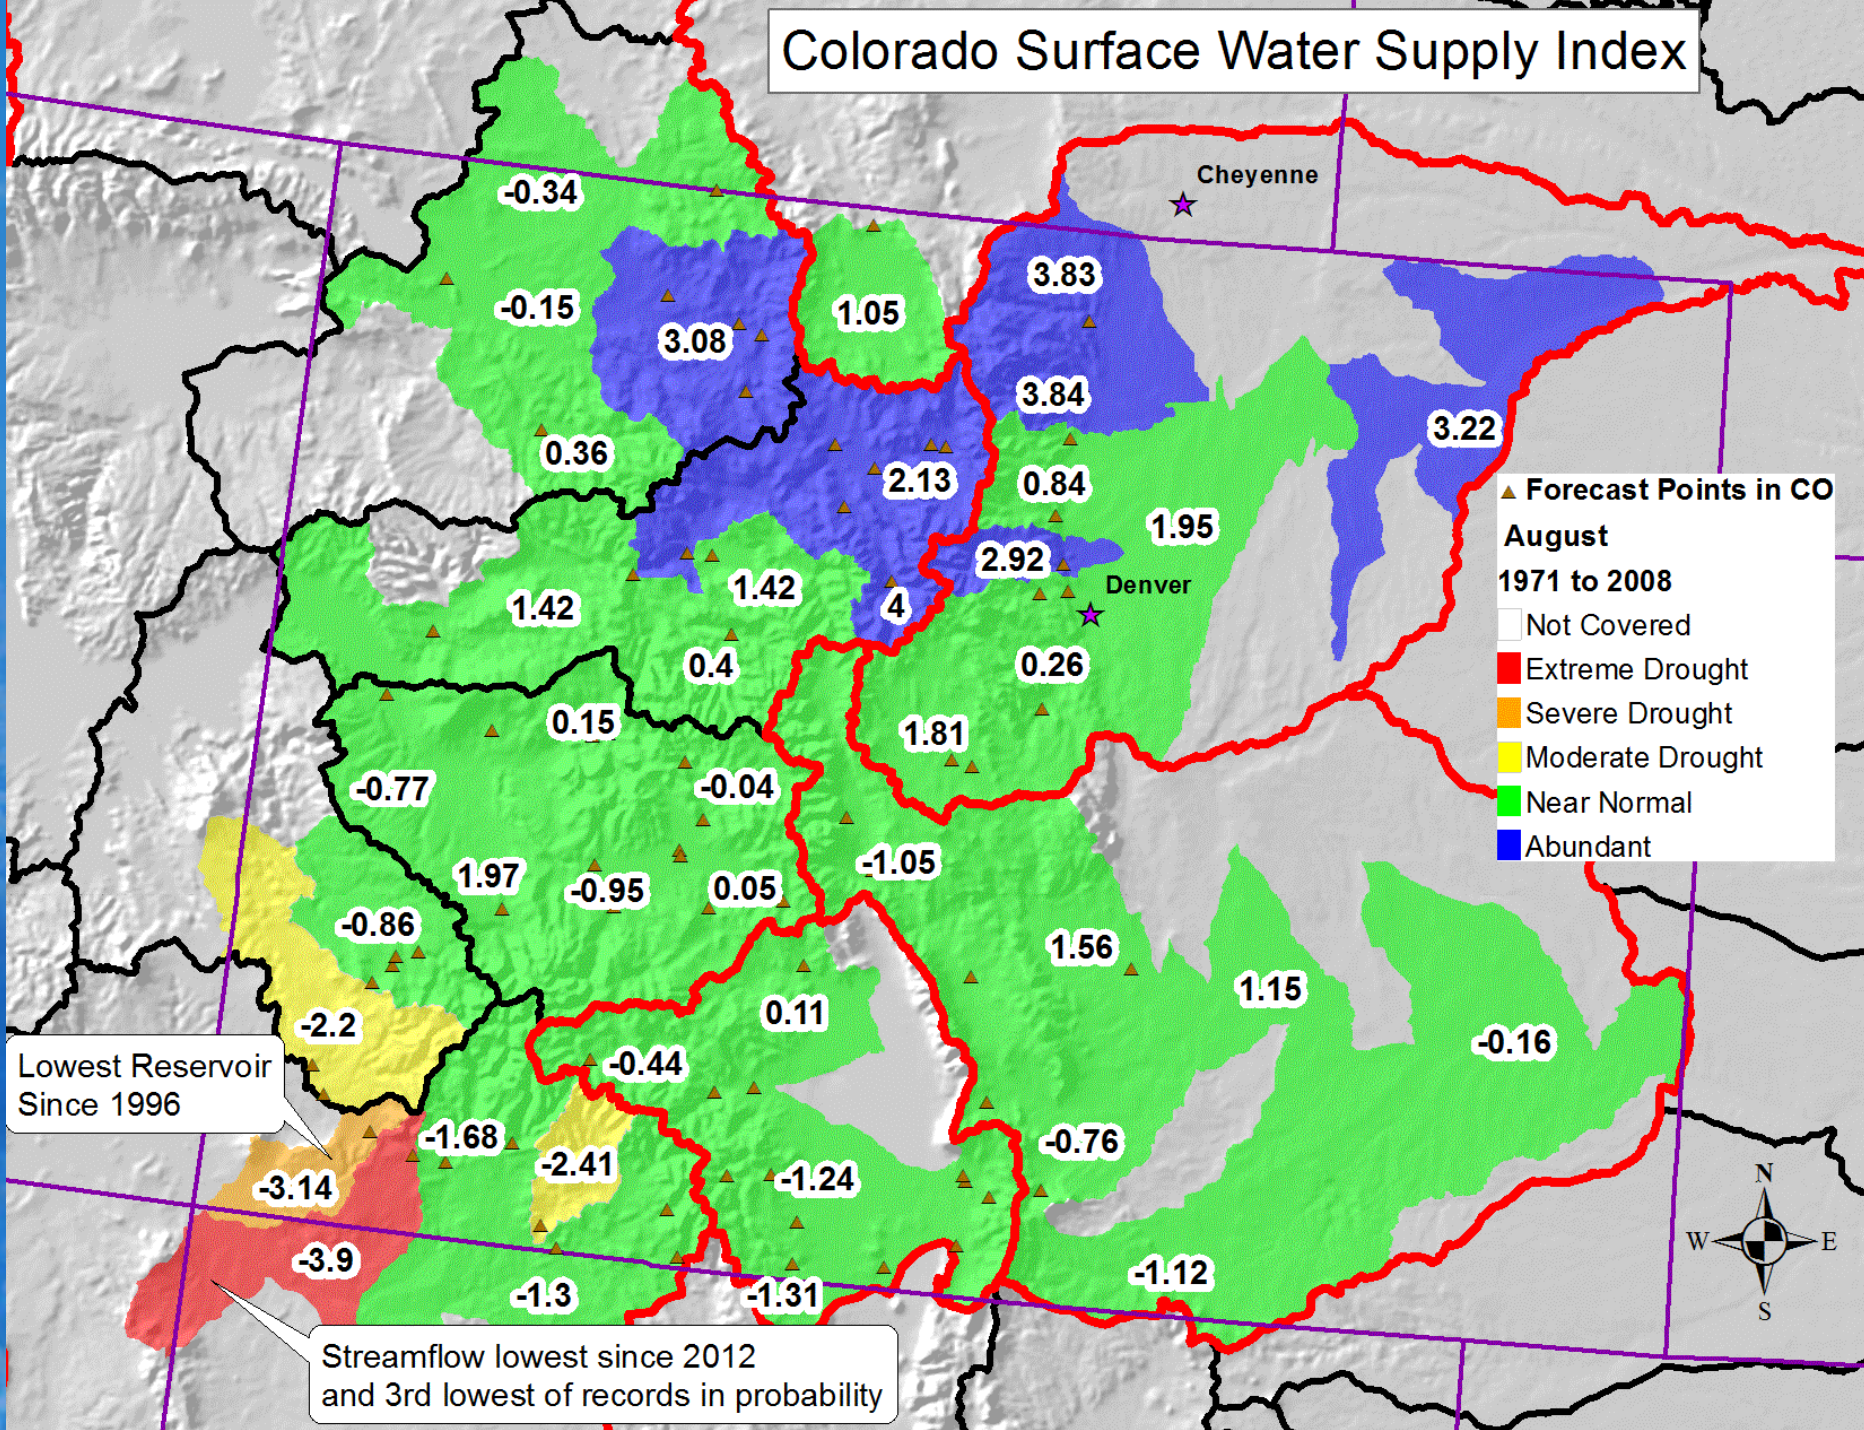 Colorado Surface Water Supply Index
Cheyenne
-0.34
3.83
-0.15
1.05
3.08
3.84
3.22
0.36
2.13
0.84
Forecast Points in CO
1.95
August
2.92
1971 to 2008
1.42
Denver
1.42
4
Not Covered
0.4
0.26
Extreme Drought
0.15
1.81
Severe Drought
Moderate Drought
-0.77
-0.04
Near Normal
Abundant
1.97
-0.95
0.05
-1.05
-0.86
1.56
1.15
0.11
-2.2
-0.16
Lowest Reservoir
Since 1996
-0.44
-1.68
-0.76
-2.41
-1.24
-3.14
N
W
E
S
-3.9
-1.12
-1.3
-1.31
Streamflow lowest since 2012
and 3rd lowest of records in probability